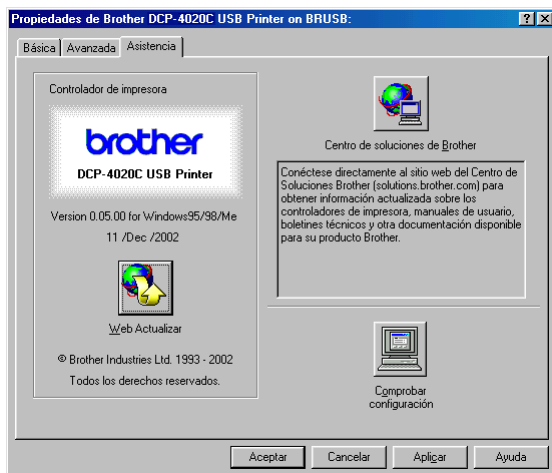 Propiedades de Brother DCP-4020C USB Printer on BRUSB:
Básica
Avanzada
Asistencia
Controlador de impresora
brother
DCP-4020C USB Printer
Version 0.05.00 for Windows95/98/Me
11 /Dec /2002
Web Actualizar
© Brother Industries Ltd. 1993 - 2002
Todos los derechos reservados.
Centro de soluciones de Brother
Conéctese directamente al sitio web del Centro de
Soluciones Brother (solutions.brother.com) para
obtener información actualizada sobre los
controladores de impresora, manuales de usuario,
boletines técnicos y otra documentación disponible
para su producto Brother.
Comprobar
configuración
Aceptar
Cancelar
Aplicar
Ayuda